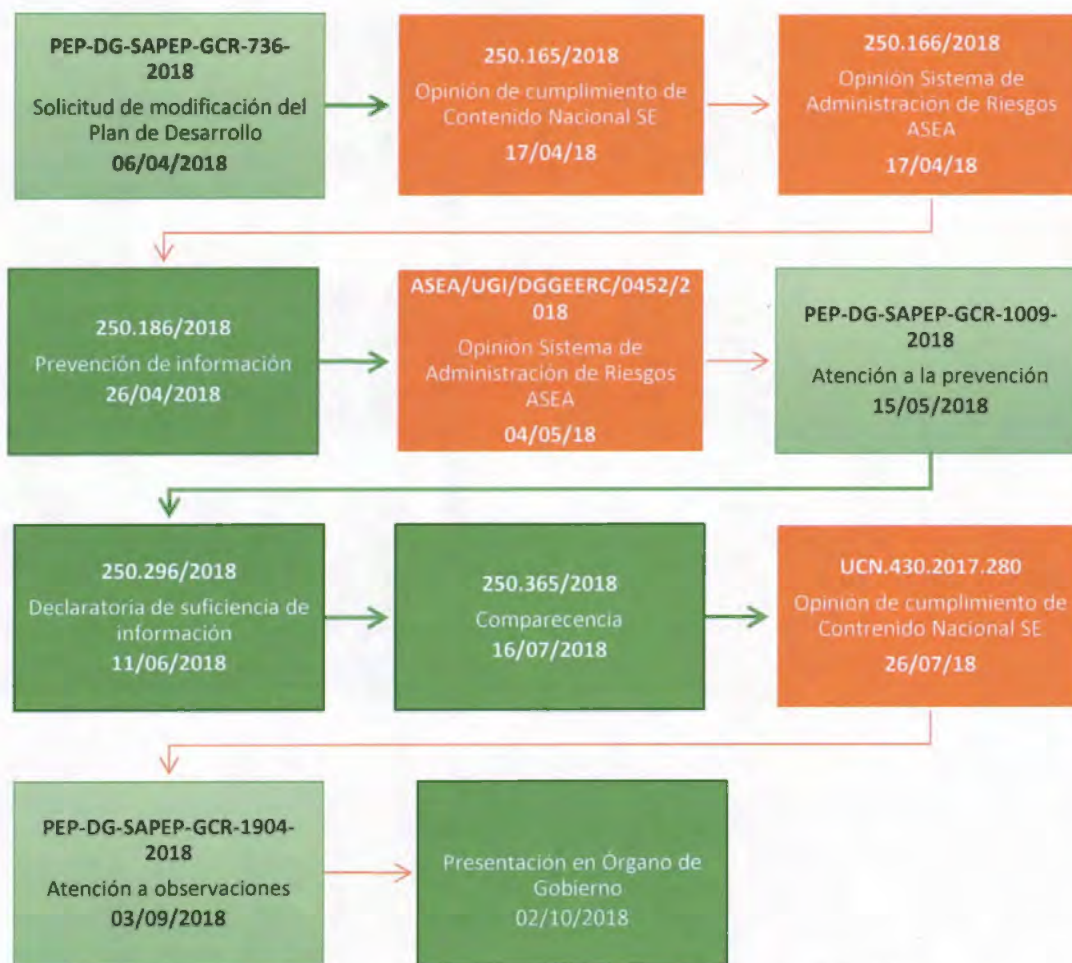 PEP-DG-SAPEP-GCR-736-
2018
Solicitud de modificación del
Plan de Desarrollo
06/04/2018
250.165/2018
Opinión de cumplimiento de
Contenido Nacional SE
17/04/18
250.166/2018
Opinión Sistema de
Administración de Riesgos
ASEA
17/04/18
250.186/2018
Prevención de información
26/04/2018
ASEA/UGI/DGGEERC/0452/2
018
Opinión Sistema de
Administración de Riesgos
ASEA
04/05/18
PEP-DG-SAPEP-GCR-1009-
2018
Atención a la prevención
15/05/2018
250.296/2018
Declaratoria de suficiencia de
información
11/06/2018
250.365/2018
Comparecencia
16/07/2018
UCN.430.2017.280
Opinión de cumplimiento de
Contrenido Nacional SE
26/07/18
PEP-DG-SAPEP-GCR-1904-
2018
Atención a observaciones
03/09/2018
Presentación en Órgano de
Gobierno
02/10/2018